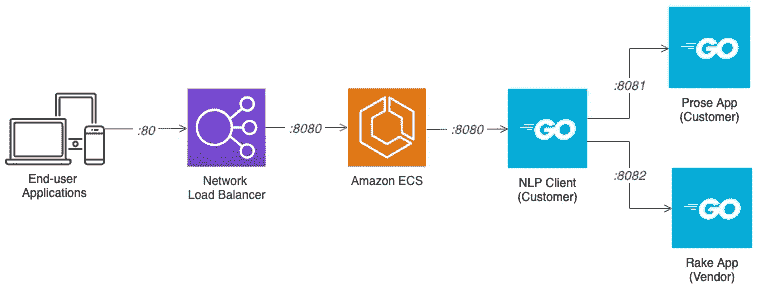 :80
End-user
Applications
Network
Load Balancer
:8080
Amazon ECS
:8080
GO
NLP Client
(Customer)
:8081
GO
Prose App
(Customer)
:8082
GO
Rake App
(Vendor)